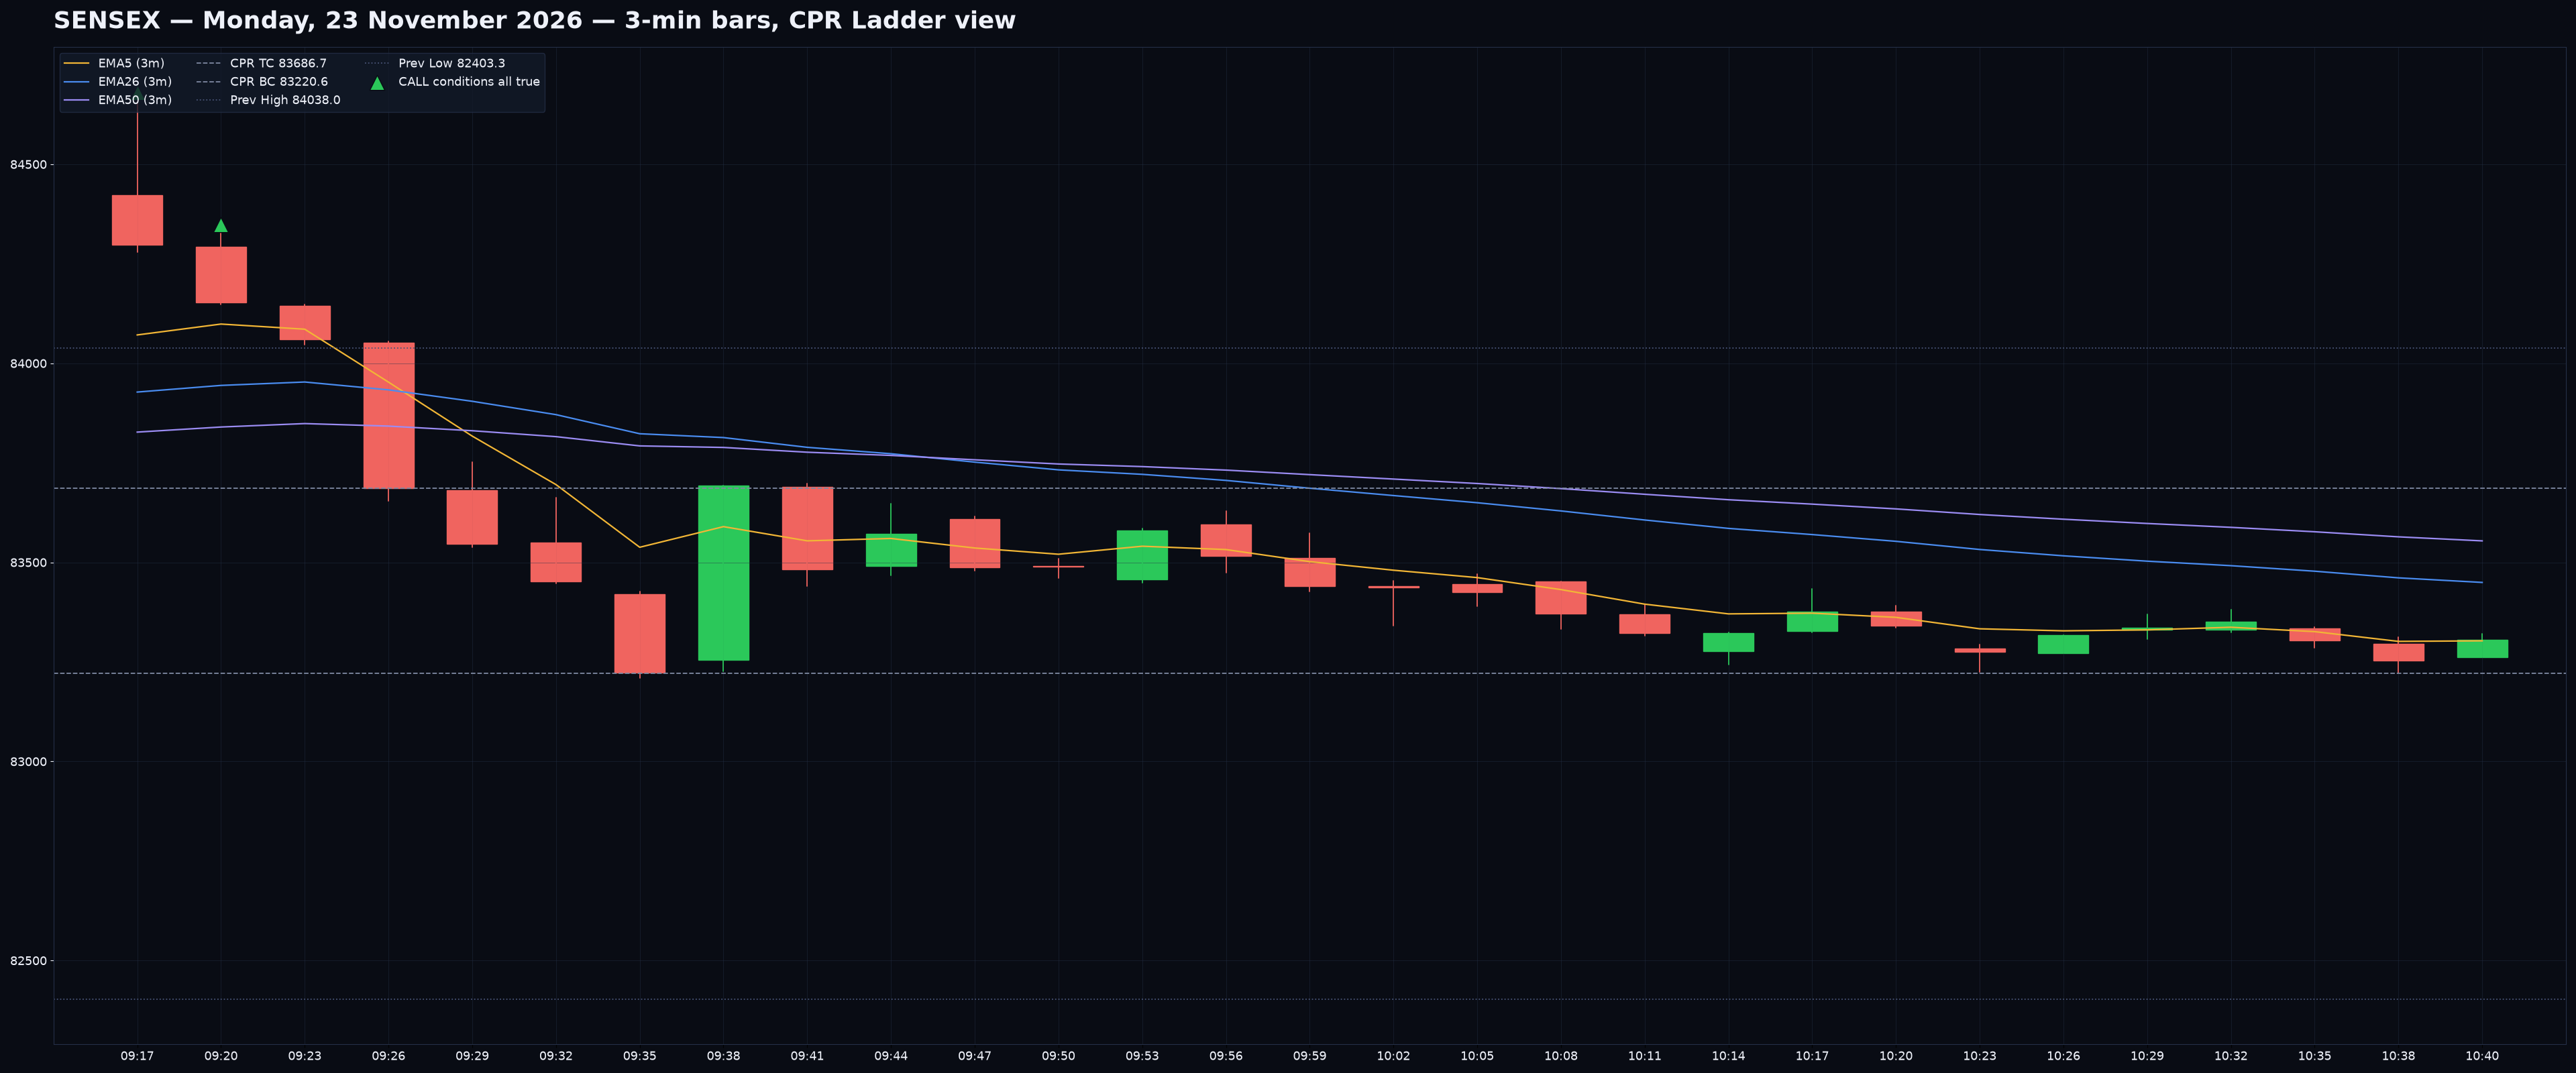 SENSEX — Monday, 23 November 2026 — 3-min bars, CPR Ladder view
EMA5 (3m)
EMA26 (3m)
EMA50 (3m)
CPR TC 83686.7
CPR BC 83220.6
Prev High 84038.0
Prev Low 82403.3
CALL conditions all true
84500
84000
83500
83000
82500
09:17 09:20 09:23 09:26 09:29 09:32 09:35 09:38 09:41 09:44 09:47 09:50 09:53 09:56 09:59 10:02 10:05 10:08 10:11 10:14 10:17 10:20 10:23 10:26 10:29 10:32 10:35 10:38 10:40